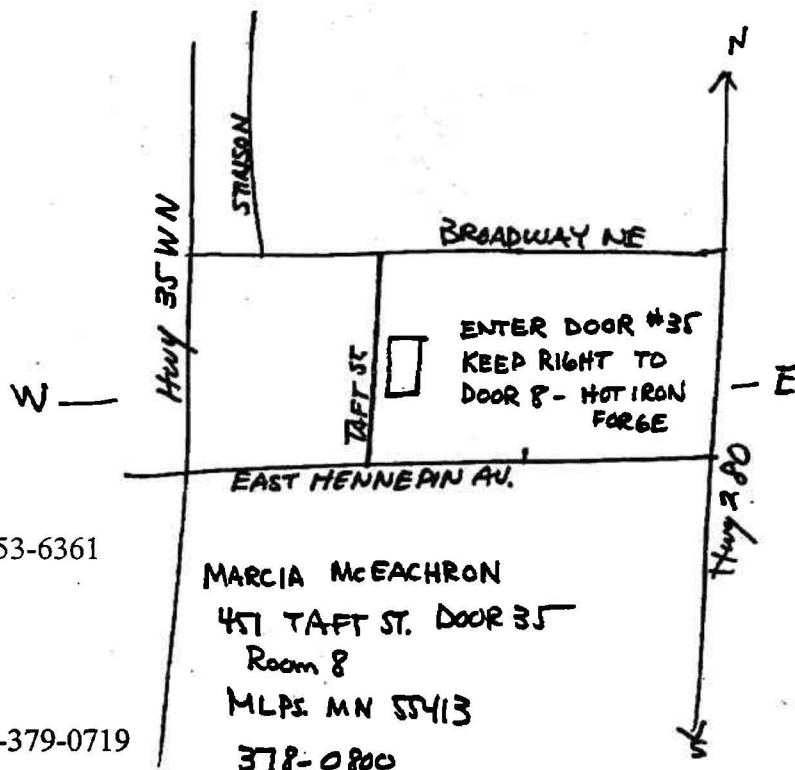 N
STINSON
Hwy 35 WN
BROADWAY NE
ENTER DOOR #35
KEEP RIGHT TO
DOOR 8 - HOT IRON
FORGE
W
E
TAFT ST
EAST HENNEPIN AV.
Hwy 280
53-6361
MARCIA McEACHRON
451 TAFT ST. DOOR 35
Room 8
MLPS. MN 55413
378-0800
-379-0719
S